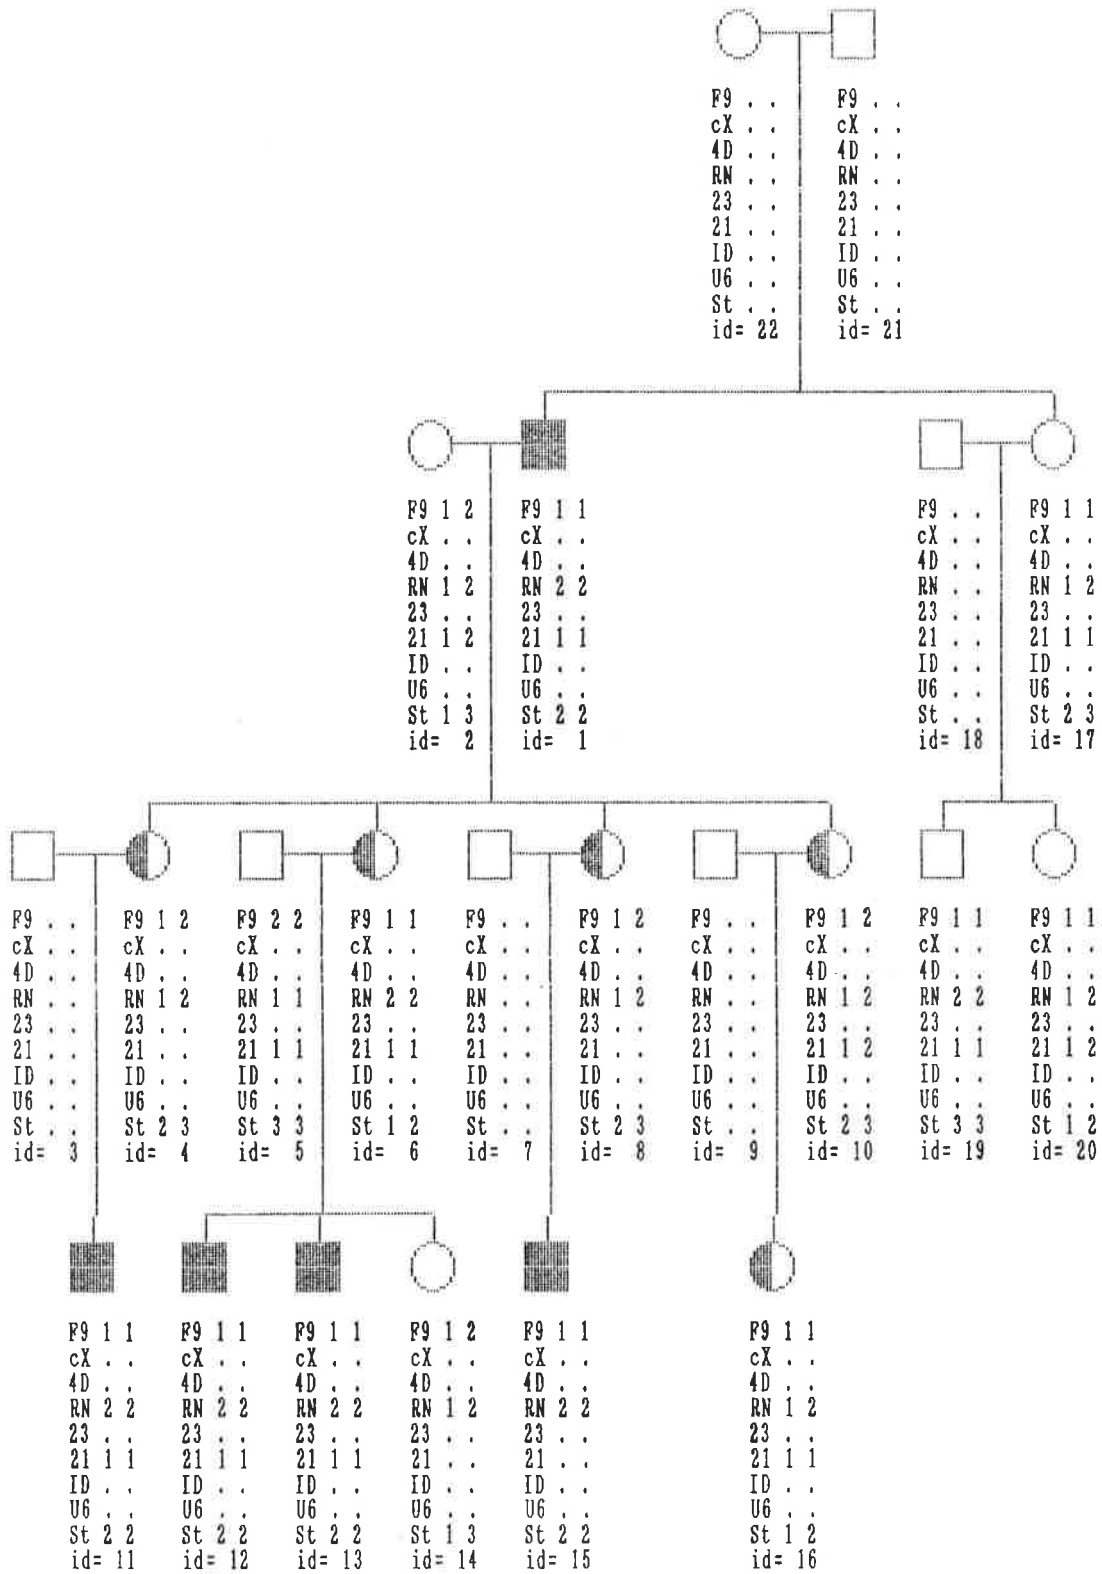 F9 . . F9 . .
cX . . cX . .
4D . . 4D . .
RN . . RN . .
23 . . 23 . .
21 . . 21 . .
ID . . ID . .
U6 . . U6 . .
St . . St . .
id= 22 id= 21
F9 1 2 F9 1 1 F9 . . F9 1 1
cX . . cX . . cX . . cX . .
4D . . 4D . . 4D . . 4D . .
RN 1 2 RN 2 2 RN . . RN 1 2
23 . . 23 . . 23 . . 23 . .
21 1 2 21 1 1 21 . . 21 1 1
ID . . ID . . ID . . ID . .
U6 . . U6 . . U6 . . U6 . .
St 1 3 St 2 2 St . . St 2 3
id= 2 id= 1 id= 18 id= 17
F9 . . F9 1 2 F9 2 2 F9 1 1 F9 . . F9 1 2 F9 . . F9 1 2 F9 1 1 F9 1 1
cX . . cX . . cX . . cX . . cX . . cX . . cX . . cX . . cX . . cX . .
4D . . 4D . . 4D . . 4D . . 4D . . 4D . . 4D . . 4D . . 4D . . 4D . .
RN . . RN 1 2 RN 1 1 RN 2 2 RN . . RN 1 2 RN . . RN 1 2 RN 2 2 RN 1 2
23 . . 23 . . 23 . . 23 . . 23 . . 23 . . 23 . . 23 . . 23 . . 23 . .
21 . . 21 . . 21 1 1 21 1 1 21 . . 21 . . 21 . . 21 1 2 21 1 1 21 1 2
ID . . ID . . ID . . ID . . ID . . ID . . ID . . ID . . ID . . ID . .
U6 . . U6 . . U6 . . U6 . . U6 . . U6 . . U6 . . U6 . . U6 . . U6 . .
St . . St 2 3 St 3 3 St 1 2 St . . St 2 3 St . . St 2 3 St 3 3 St 1 2
id= 3 id= 4 id= 5 id= 6 id= 7 id= 8 id= 9 id= 10 id= 19 id= 20
F9 1 1 F9 1 1 F9 1 1 F9 1 2 F9 1 1 F9 1 1
cX . . cX . . cX . . cX . . cX . . cX . .
4D . . 4D . . 4D . . 4D . . 4D . . 4D . .
RN 2 2 RN 2 2 RN 2 2 RN 1 2 RN 2 2 RN 1 2
23 . . 23 . . 23 . . 23 . . 23 . . 23 . .
21 1 1 21 1 1 21 1 1 21 . . 21 . . 21 1 1
ID . . ID . . ID . . ID . . ID . . ID . .
U6 . . U6 . . U6 . . U6 . . U6 . . U6 . .
St 2 2 St 2 2 St 2 2 St 1 3 St 2 2 St 1 2
id= 11 id= 12 id= 13 id= 14 id= 15 id= 16